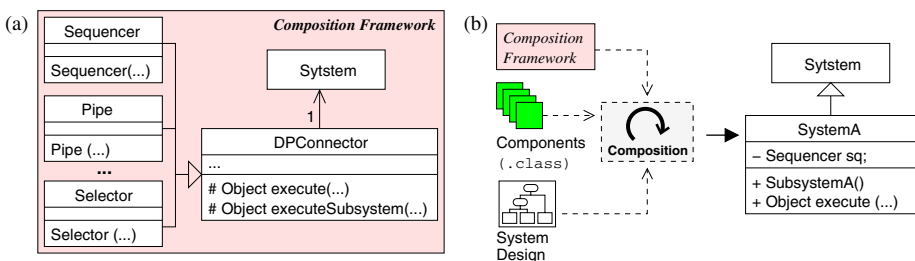 (a)
Composition Framework
Sequencer
Sequencer(...)
Pipe
Pipe (...)
...
Selector
Selector (...)
Sytstem
1
DPConnector
...
# Object execute(...)
# Object executeSubsystem(...)
(b)
Composition
Framework
Components
(.class)
System
Design
Composition
Sytstem
SystemA
− Sequencer sq;
+ SubsystemA()
+ Object execute (...)